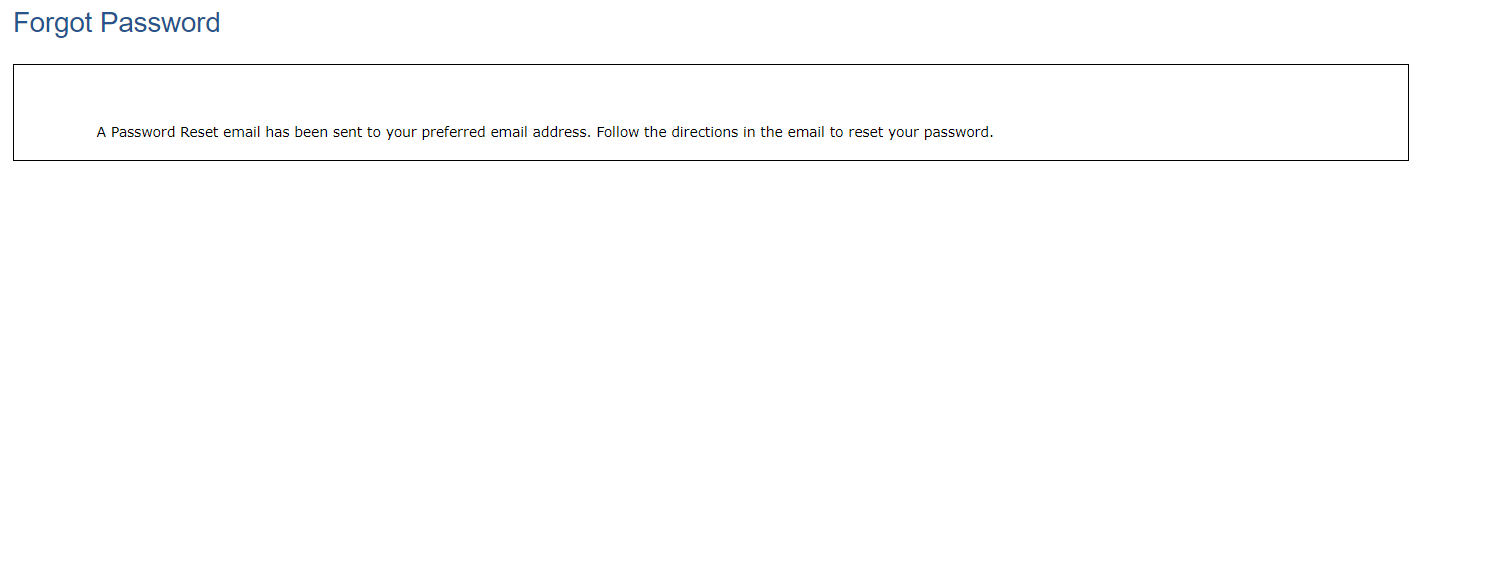 Forgot Password
A Password Reset email has been sent to your preferred email address. Follow the directions in the email to reset your password.